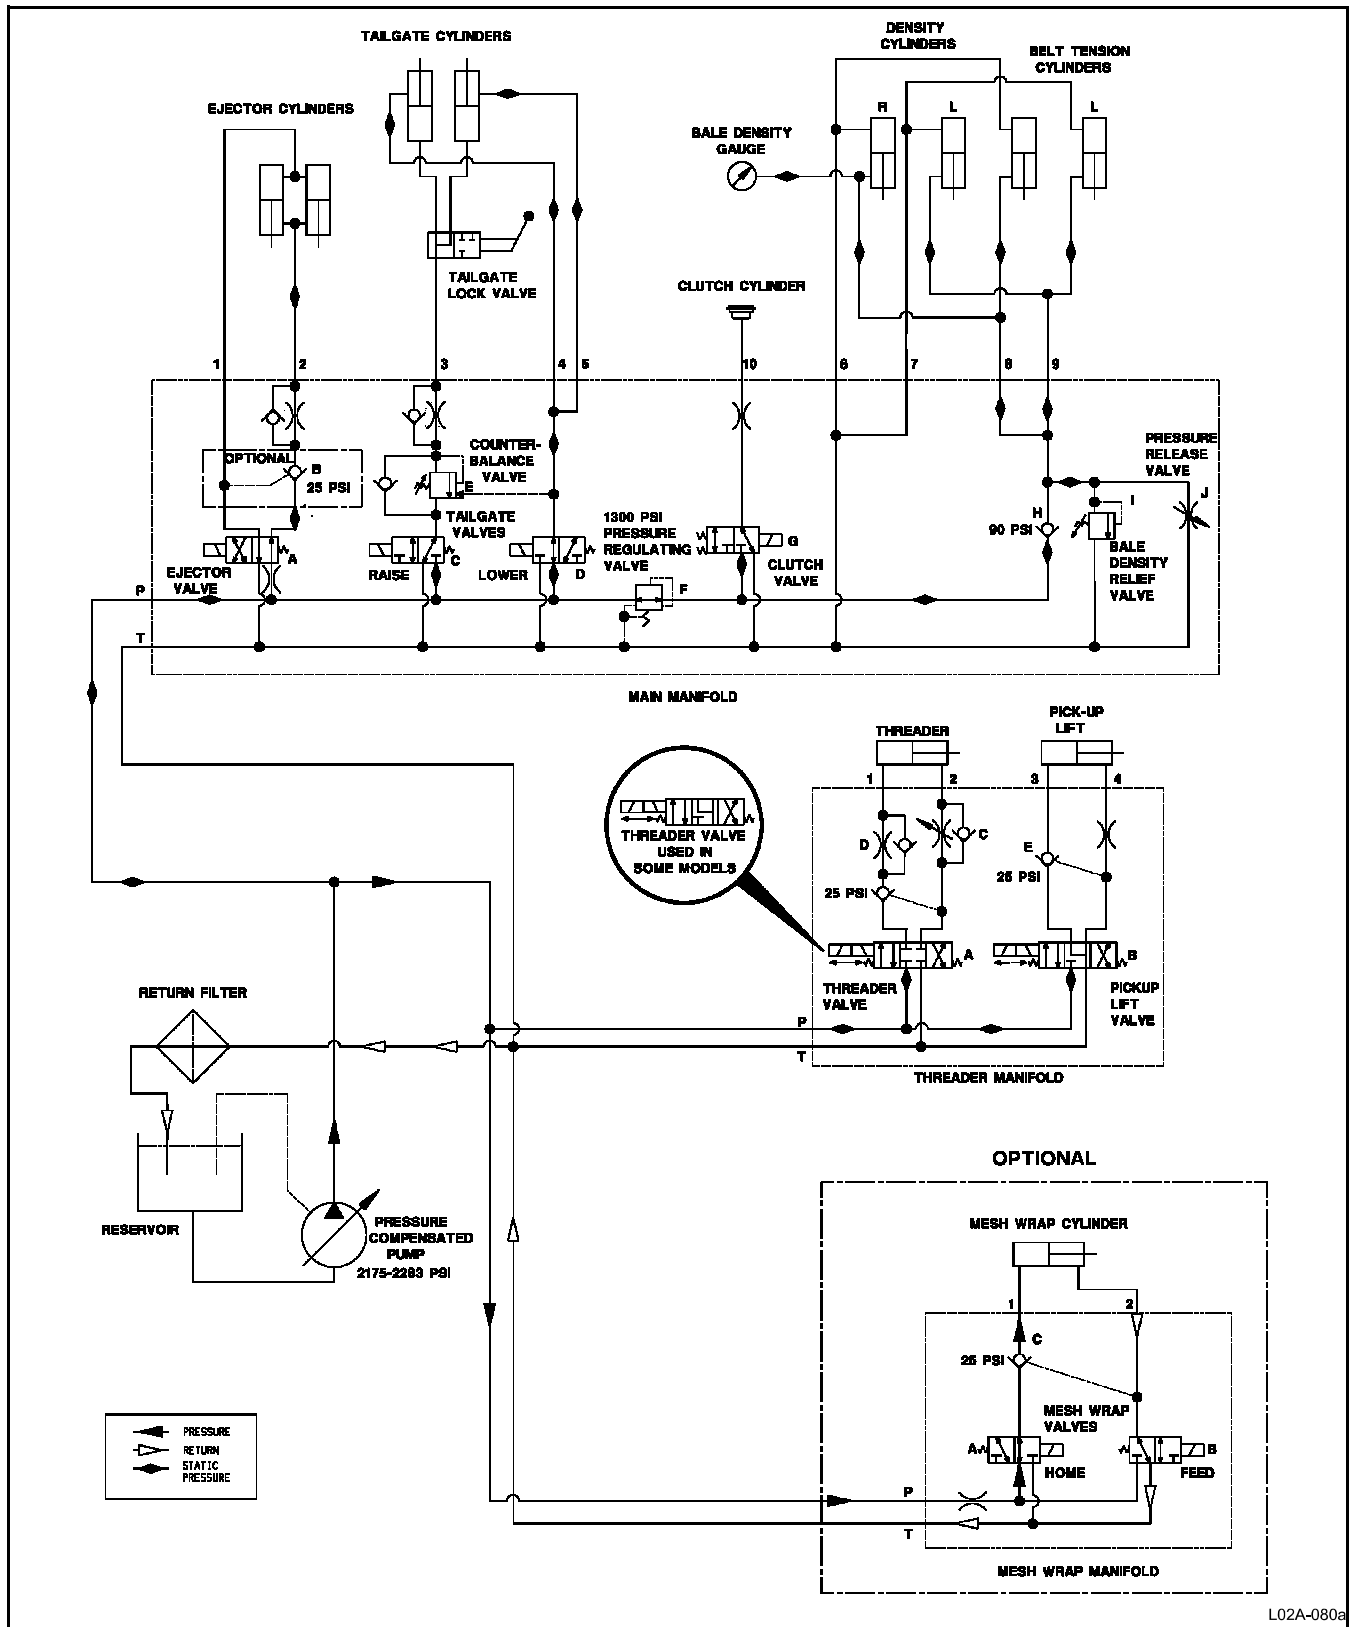 TAILGATE CYLINDERS
DENSITY
CYLINDERS
BELT TENSION
CYLINDERS
EJECTOR CYLINDERS
R
L
L
BALE DENSITY
GAUGE
TAILGATE
LOCK VALVE
CLUTCH CYLINDER
1
2
3
4
5
10
6
7
8
9
OPTIONAL
B
25 PSI
COUNTER-
BALANCE
VALVE
E
PRESSURE
RELEASE
VALVE
J
I
H
90 PSI
TAILGATE
VALVES
1300 PSI
PRESSURE
REGULATING
VALVE
G
CLUTCH
VALVE
BALE
DENSITY
RELIEF
VALVE
A
EJECTOR
VALVE
RAISE
C
LOWER
D
F
P
T
MAIN MANIFOLD
THREADER
PICK-UP
LIFT
1
2
3
4
THREADER VALVE
USED IN
SOME MODELS
D
C
E
25 PSI
25 PSI
A
B
THREADER
VALVE
PICKUP
LIFT
VALVE
P
T
THREADER MANIFOLD
RETURN FILTER
RESERVOIR
PRESSURE
COMPENSATED
PUMP
2175-2283 PSI
OPTIONAL
MESH WRAP CYLINDER
1
2
C
25 PSI
MESH WRAP
VALVES
A
B
HOME
FEED
P
T
MESH WRAP MANIFOLD
PRESSURE
RETURN
STATIC
PRESSURE
L02A-080a